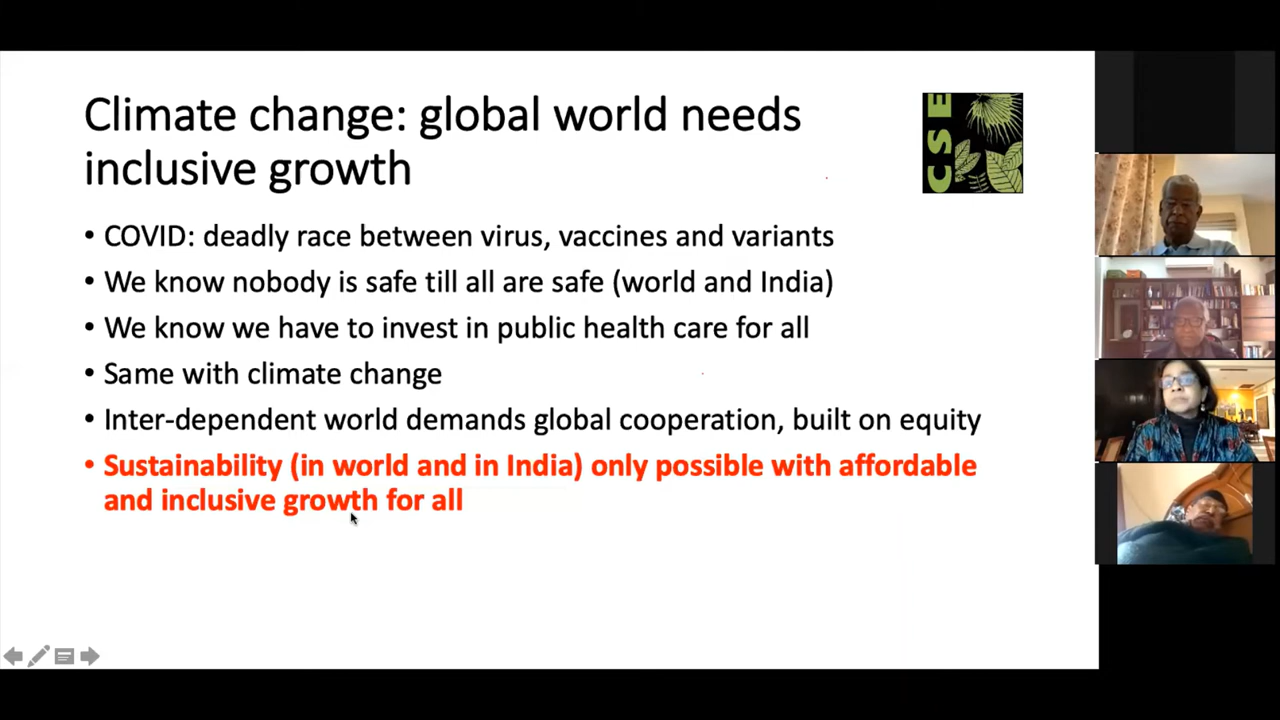 Climate change: global world needs
inclusive growth
CSE
• COVID: deadly race between virus, vaccines and variants
• We know nobody is safe till all are safe (world and India)
• We know we have to invest in public health care for all
• Same with climate change
• Inter-dependent world demands global cooperation, built on equity
• Sustainability (in world and in India) only possible with affordable
and inclusive growth for all